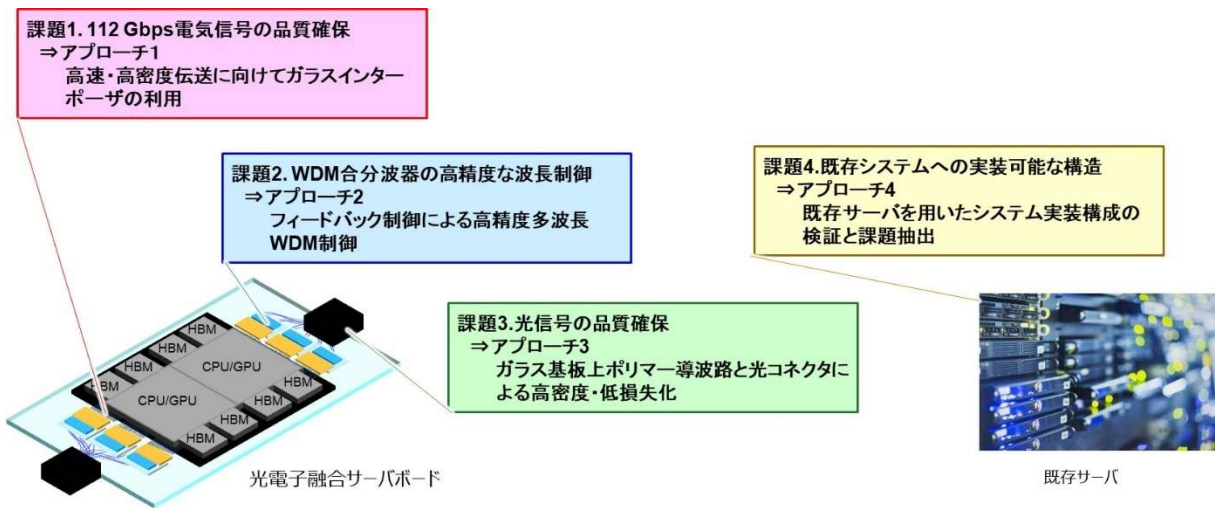 課題1. 112 Gbps電気信号の品質確保
⇒アプローチ1
高速・高密度伝送に向けてガラスインター
ポーザの利用
課題2. WDM合分波器の高精度な波長制御
⇒アプローチ2
フィードバック制御による高精度多波長
WDM制御
課題4.既存システムへの実装可能な構造
⇒アプローチ4
既存サーバを用いたシステム実装構成の
検証と課題抽出
課題3.光信号の品質確保
⇒アプローチ3
ガラス基板上ポリマー導波路と光コネクタに
よる高密度・低損失化
HBM
HBM
HBM
HBM
CPU/GPU
CPU/GPU
HBM
HBM
HBM
HBM
光電子融合サーバボード
既存サーバ